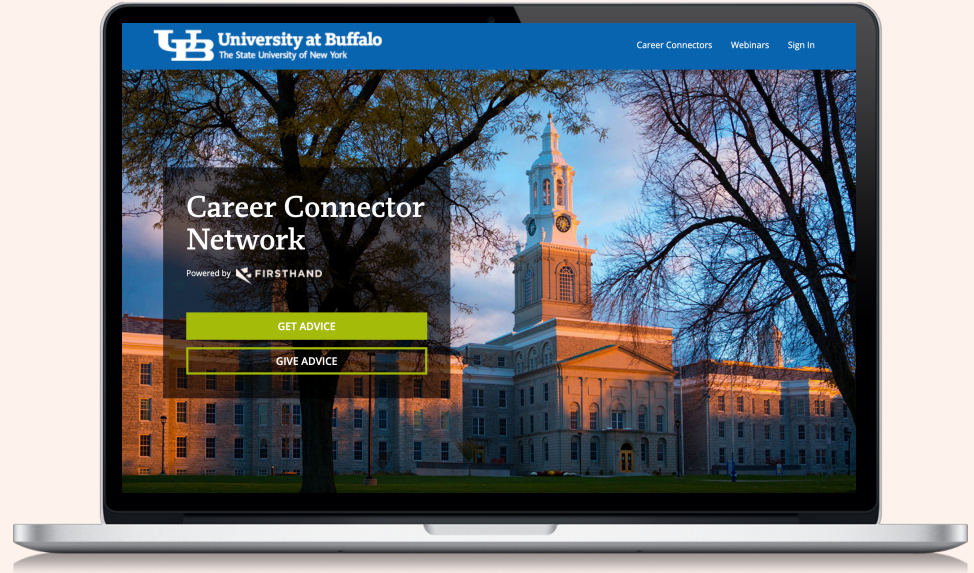 UB University at Buffalo
The State University of New York
Career Connectors Webinars Sign In
Career Connector
Network
Powered by FIRSTHAND
GET ADVICE
GIVE ADVICE